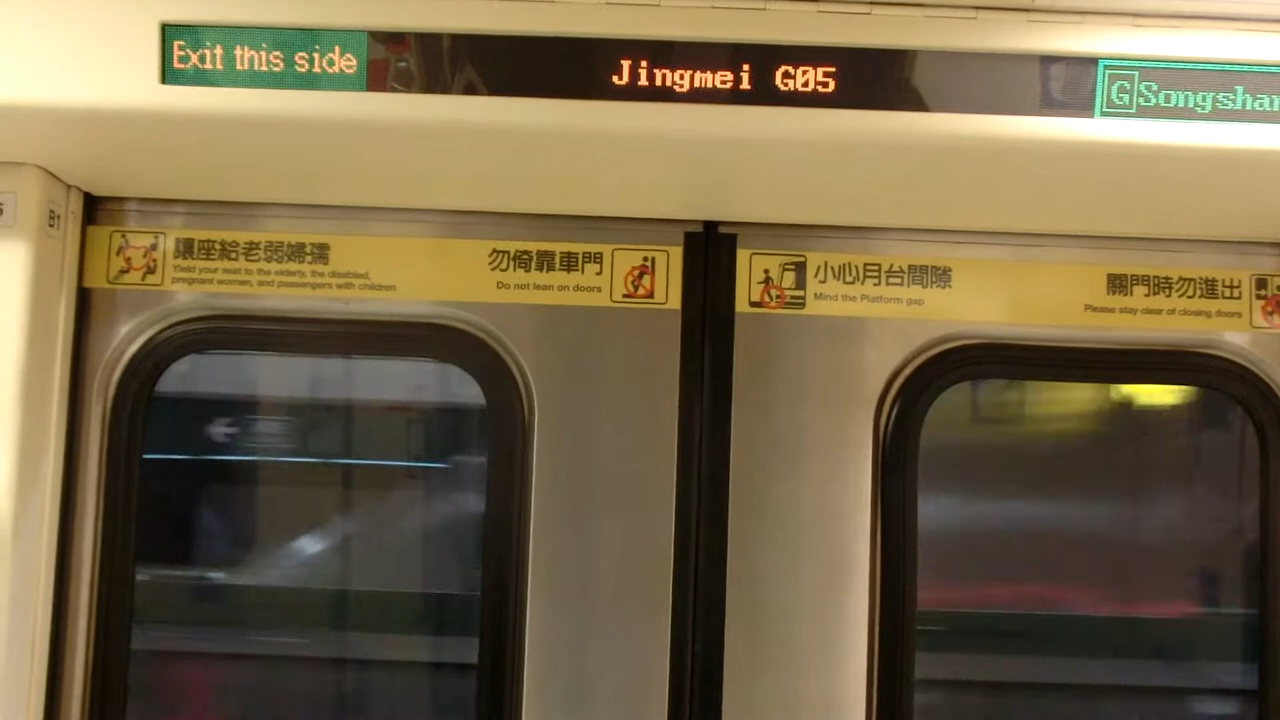 Exit this side
Jingmei G05
G Songshan
B1
讓座給老弱婦孺
Yield your seat to the elderly, the disabled,
pregnant women, and passengers with children
勿倚靠車門
Do not lean on doors
小心月台間隙
Mind the Platform gap
關門時勿進出
Please stay clear of closing doors